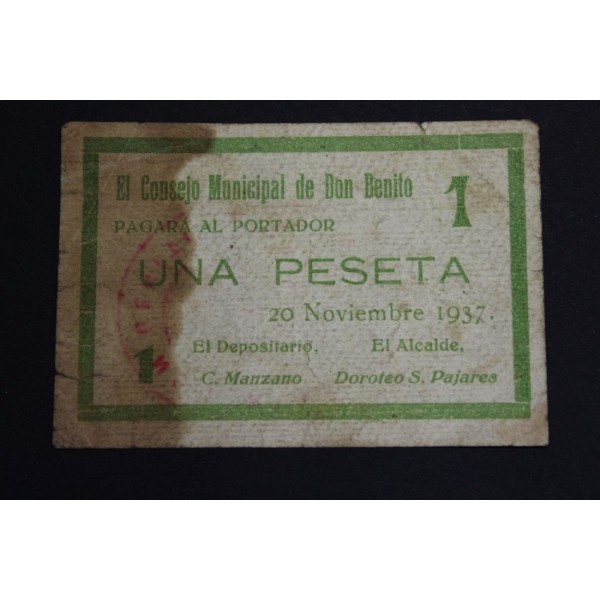 El Consejo Municipal de Don Benito
1
PAGARÁ AL PORTADOR
UNA PESETA
20 Noviembre 1937.
El Depositario, El Alcalde,
1
C. Manzano Doroteo S. Pajares